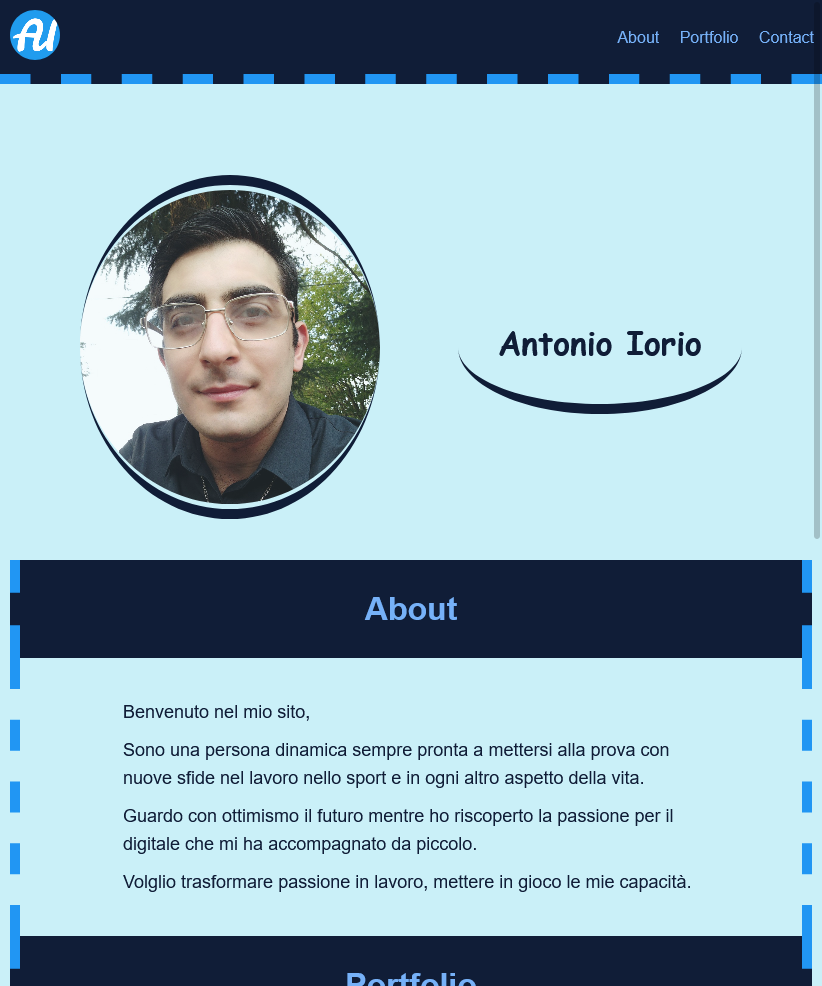 AI
About Portfolio Contact
Antonio Iorio
About
Benvenuto nel mio sito,
Sono una persona dinamica sempre pronta a mettersi alla prova con
nuove sfide nel lavoro nello sport e in ogni altro aspetto della vita.
Guardo con ottimismo il futuro mentre ho riscoperto la passione per il
digitale che mi ha accompagnato da piccolo.
Volglio trasformare passione in lavoro, mettere in gioco le mie capacità.
Portfolio